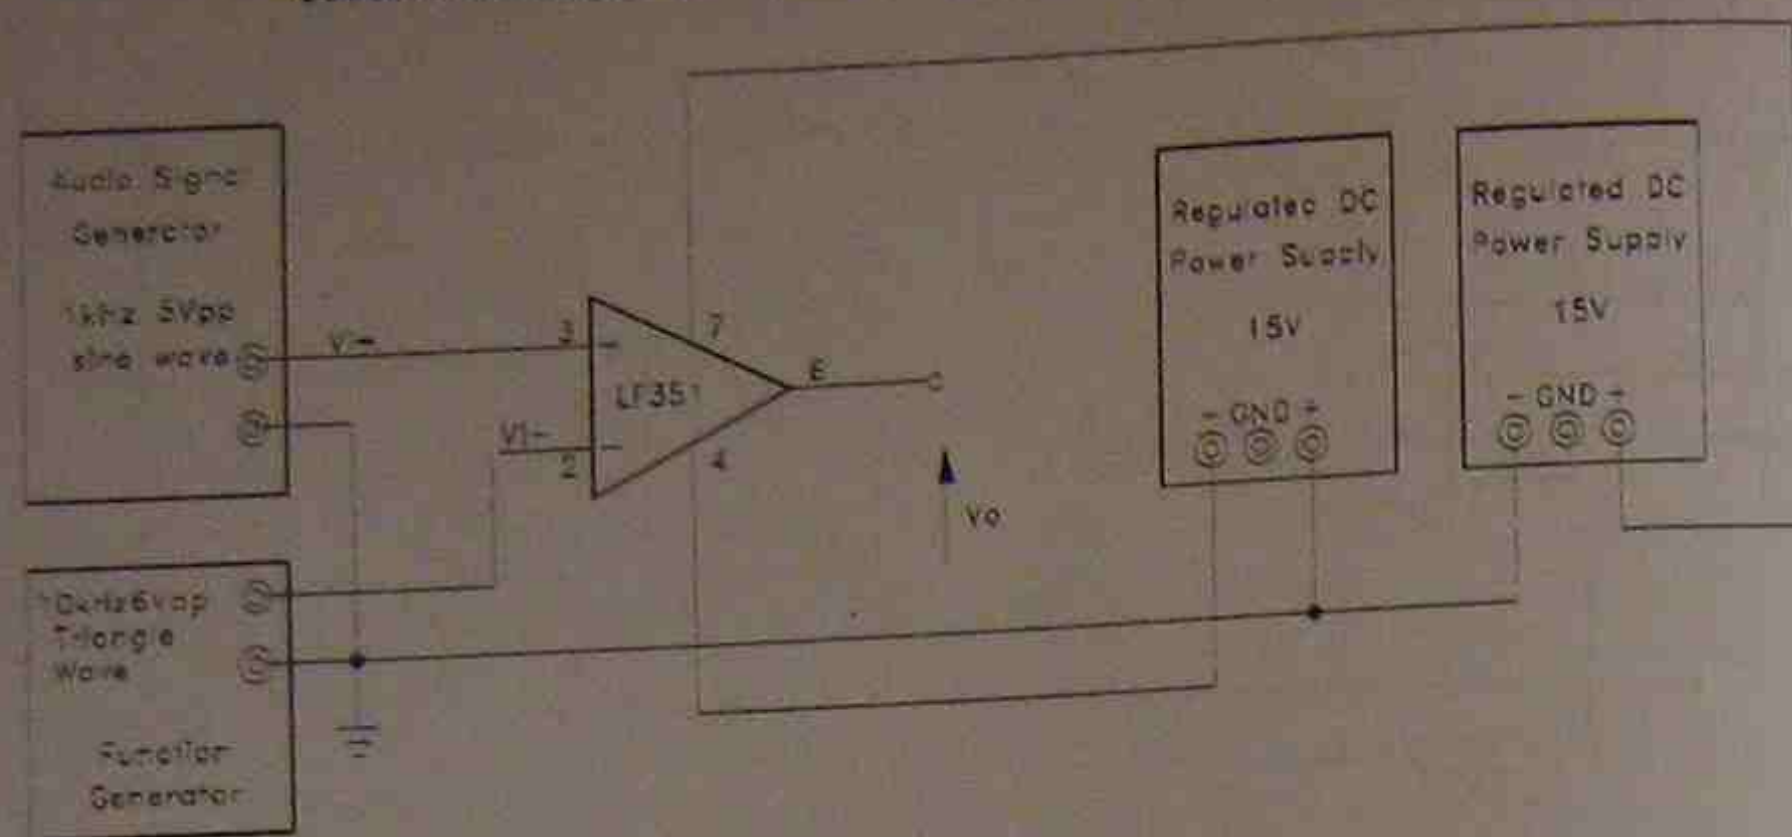 Audio Signal
Generator
1kHz 5Vpp
sine wave
3
7
LF351
6
2
4
Vo
10kHz6vpp
Triangle
Wave
Function
Generator
Regulated DC
Power Supply
15V
- GND +
Regulated DC
Power Supply
15V
- GND +